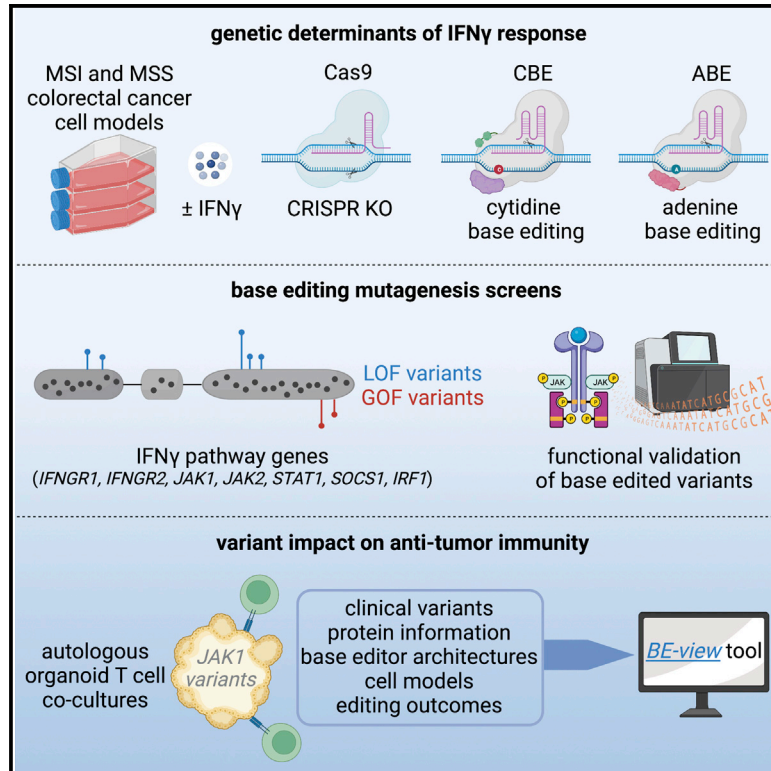 genetic determinants of IFNγ response
MSI and MSS
colorectal cancer
cell models
± IFNγ
Cas9
CRISPR KO
CBE
C
cytidine
base editing
ABE
A
adenine
base editing
base editing mutagenesis screens
LOF variants
GOF variants
IFNγ pathway genes
(IFNGR1, IFNGR2, JAK1, JAK2, STAT1, SOCS1, IRF1)
P
P
JAK
JAK
P
P
P
P
functional validation
of base edited variants
variant impact on anti-tumor immunity
autologous
organoid T cell
co-cultures
JAK1
variants
clinical variants
protein information
base editor architectures
cell models
editing outcomes
BE-view tool